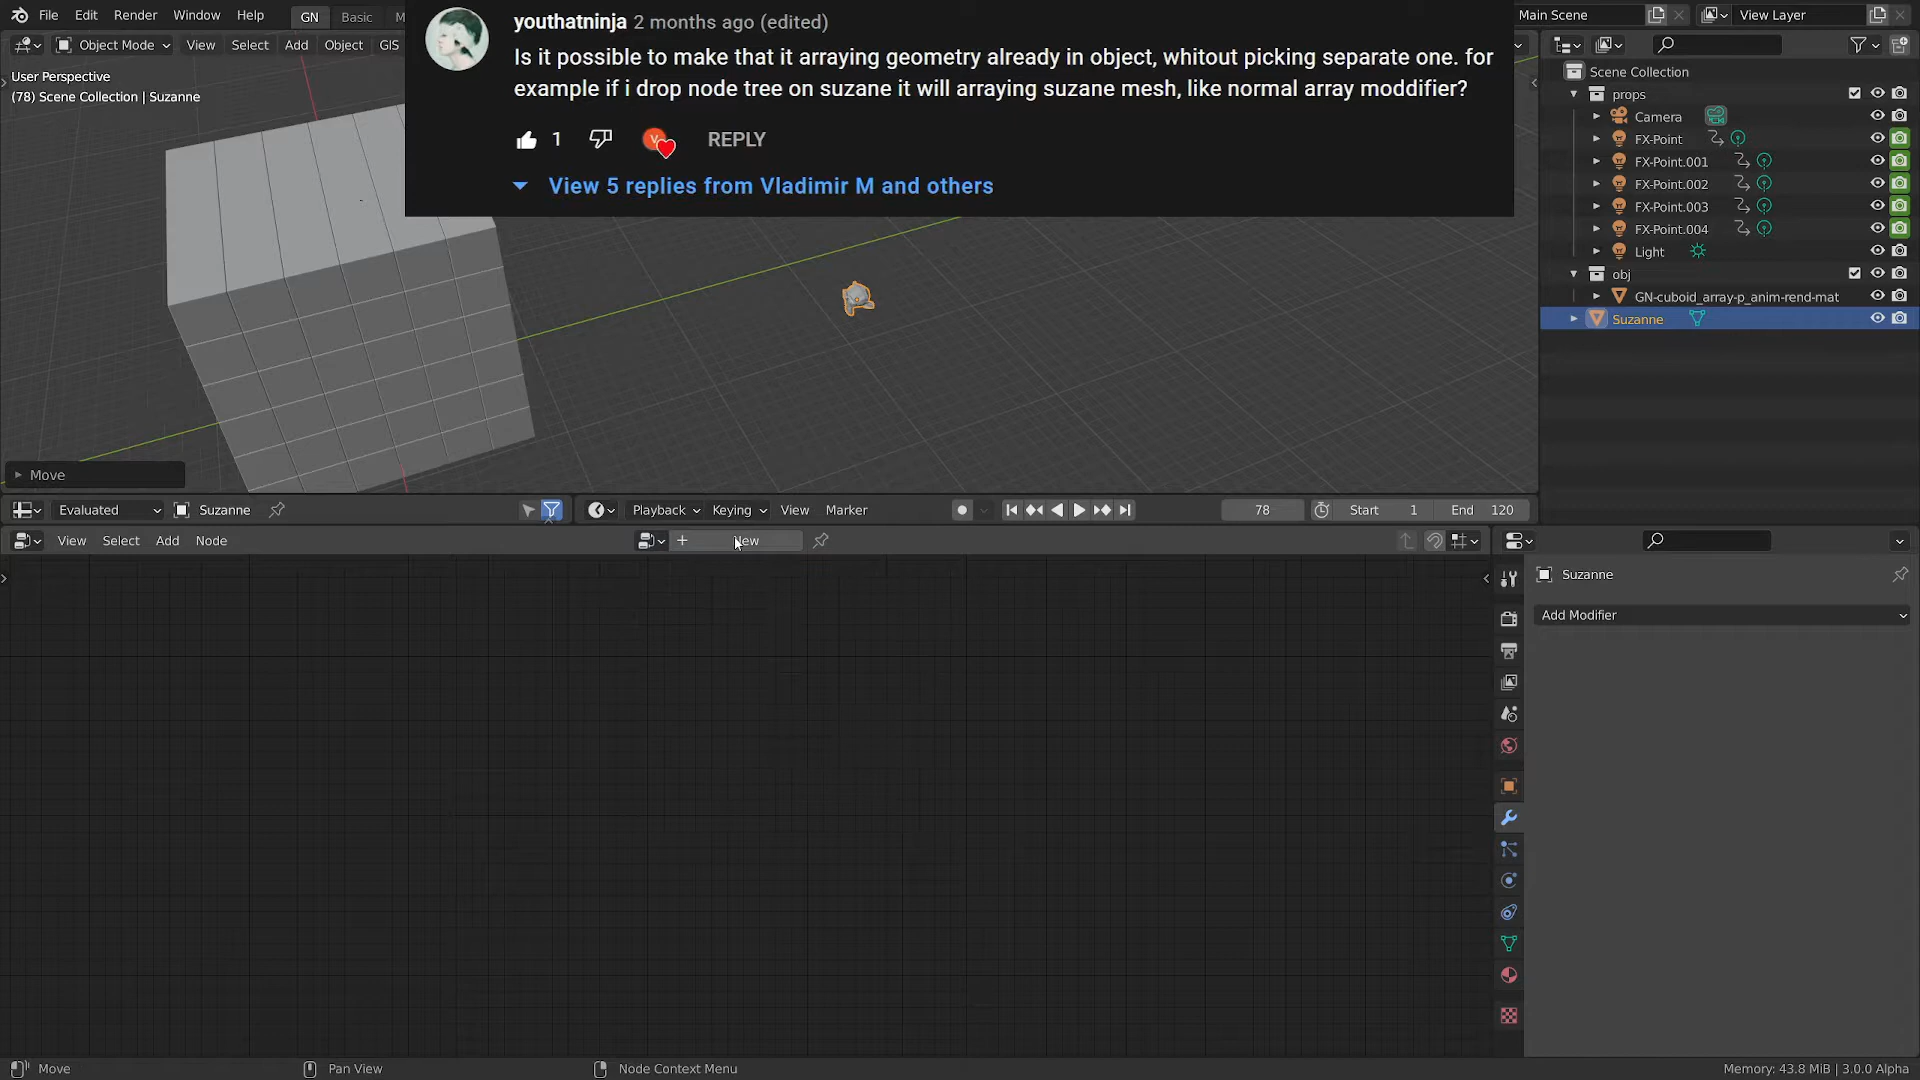 File Edit Render Window Help GN Basic M
Main Scene View Layer
Object Mode View Select Add Object GIS
User Perspective
(78) Scene Collection | Suzanne
youthatninja 2 months ago (edited)
Is it possible to make that it arraying geometry already in object, whitout picking separate one. for
example if i drop node tree on suzane it will arraying suzane mesh, like normal array moddifier?
1 REPLY
View 5 replies from Vladimir M and others
Scene Collection
props
Camera
FX-Point
FX-Point.001
FX-Point.002
FX-Point.003
FX-Point.004
Light
obj
GN-cuboid_array-p_anim-rend-mat
Suzanne
Move
Evaluated Suzanne Playback Keying View Marker 78 Start 1 End 120
View Select Add Node
Suzanne
Add Modifier
Move Pan View Node Context Menu Memory: 43.8 MiB | 3.0.0 Alpha